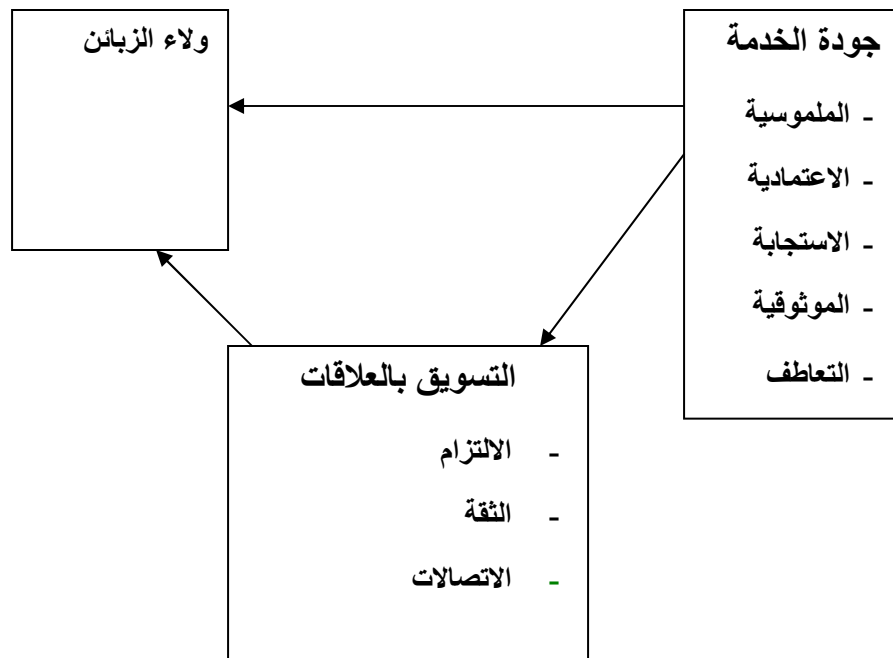 جودة الخدمة
- الملموسية
- الاعتمادية
- الاستجابة
- الموثوقية
- التعاطف
ولاء الزبائن
التسويق بالعلاقات
- الالتزام
- الثقة
- الاتصالات